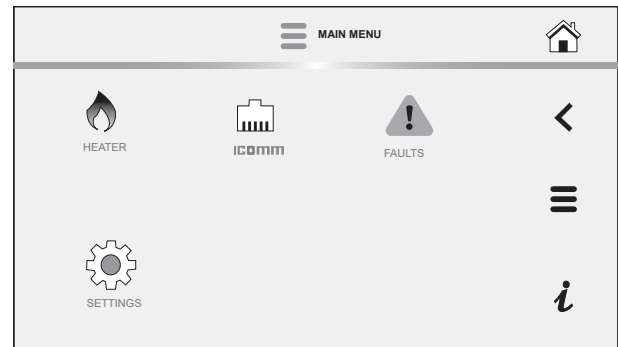 MAIN MENU
HEATER
ICOMM
FAULTS
SETTINGS
i